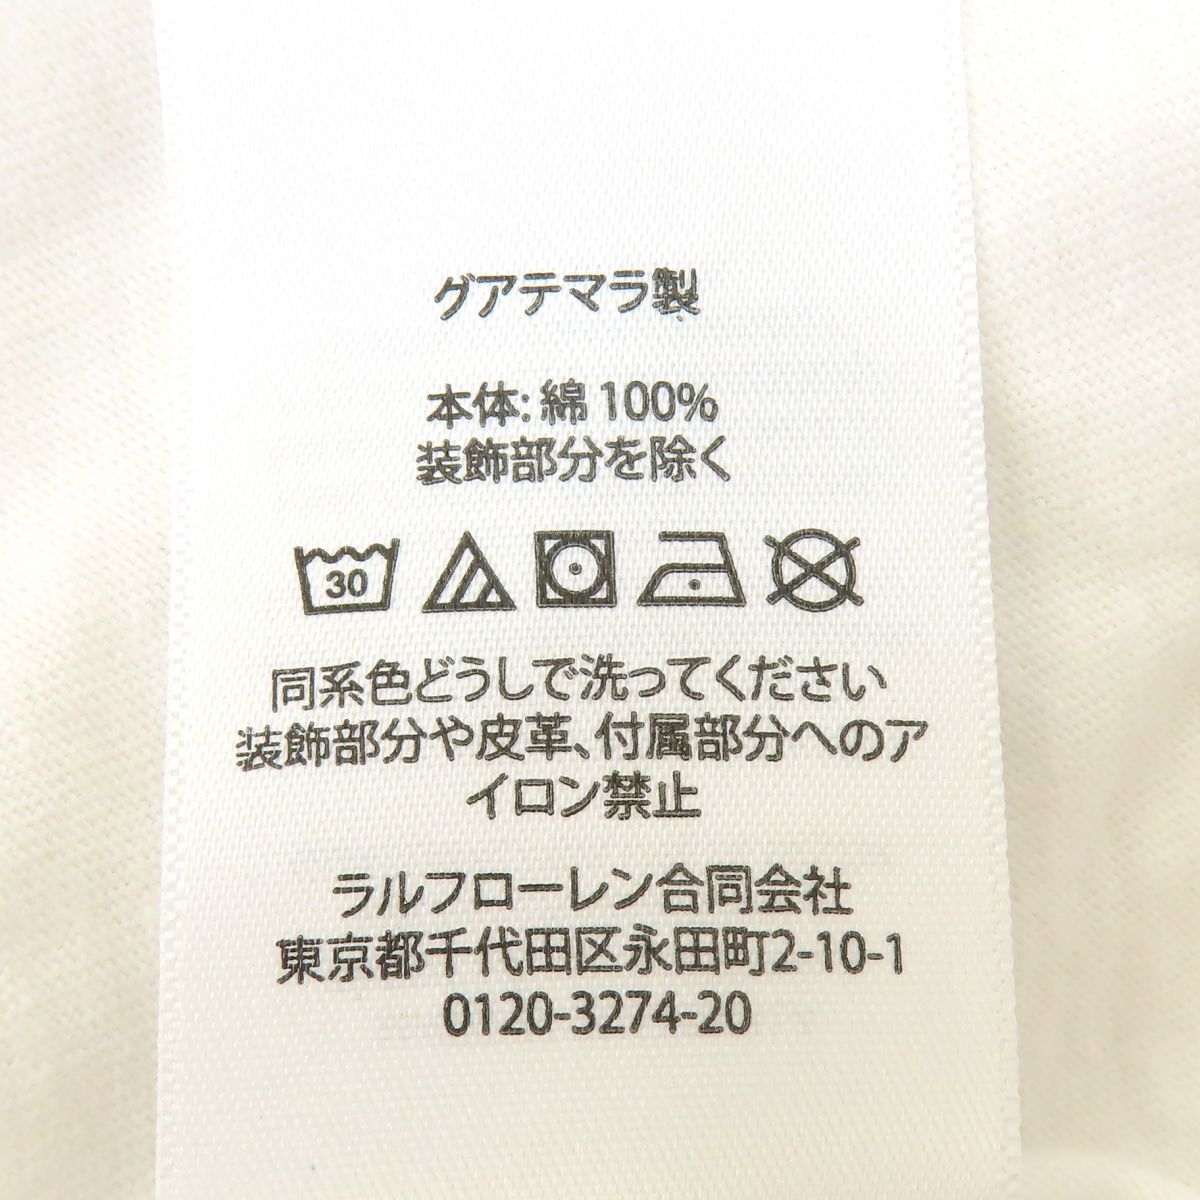 グアテマラ製
本体: 綿 100%
装飾部分を除く
30
同系色どうしで洗ってください
装飾部分や皮革、付属部分へのア
イロン禁止
ラルフローレン合同会社
東京都千代田区永田町2-10-1
0120-3274-20